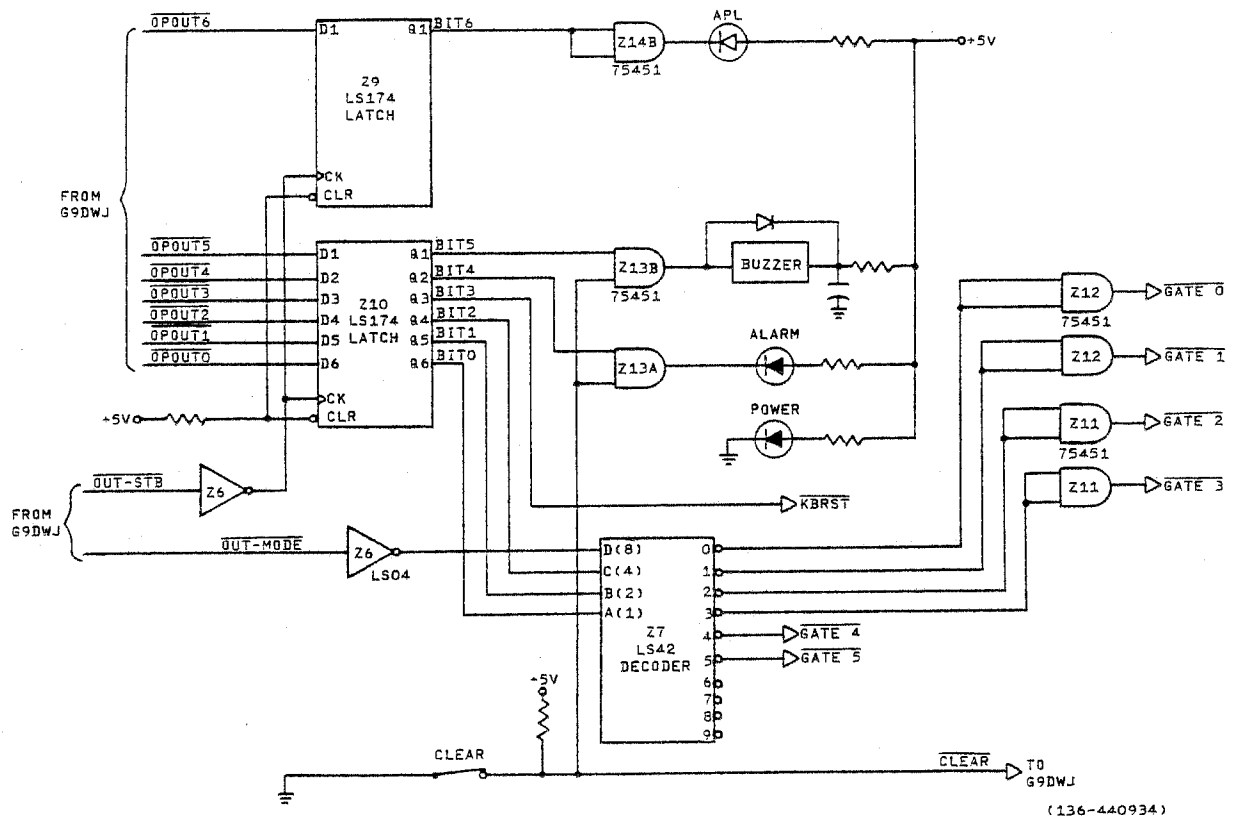 OPOUT6
D1
Q1
BIT6
Z9
LS174
LATCH
CK
CLR
Z14B
75451
APL
+5V
FROM
G9DWJ
OPOUT5
OPOUT4
OPOUT3
OPOUT2
OPOUT1
OPOUT0
D1
D2
D3
D4
D5
D6
Z10
LS174
LATCH
Q1
Q2
Q3
Q4
Q5
Q6
BIT5
BIT4
BIT3
BIT2
BIT1
BIT0
CK
CLR
+5V
Z13B
75451
BUZZER
Z13A
ALARM
POWER
Z12
75451
GATE 0
Z12
GATE 1
Z11
75451
GATE 2
Z11
GATE 3
FROM
G9DWJ
OUT-STB
Z6
OUT-MODE
Z6
LS04
KBRST
D(8)
C(4)
B(2)
A(1)
Z7
LS42
DECODER
0
1
2
3
4
5
6
7
8
9
GATE 4
GATE 5
+5V
CLEAR
CLEAR
TO
G9DWJ
(136-440934)